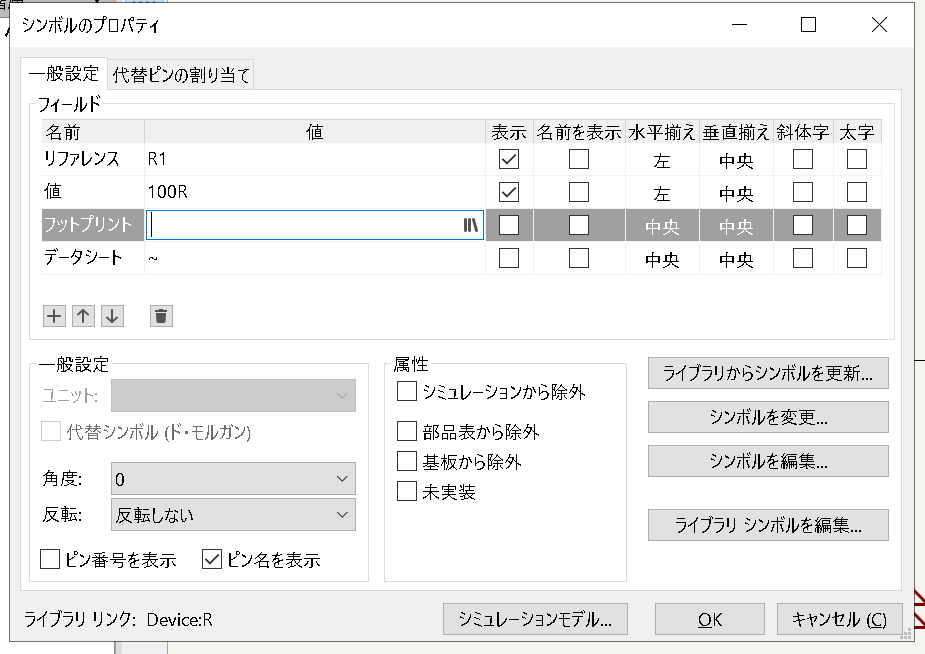 シンボルのプロパティ
一般設定 代替ピンの割り当て
フィールド
名前 値 表示 名前を表示 水平揃え 垂直揃え 斜体字 太字
リファレンス R1 左 中央
値 100R 左 中央
フットプリント 中央 中央
データシート ~ 中央 中央
一般設定
ユニット:
代替シンボル (ド・モルガン)
角度: 0
反転: 反転しない
ピン番号を表示 ピン名を表示
属性
シミュレーションから除外
部品表から除外
基板から除外
未実装
ライブラリからシンボルを更新...
シンボルを変更...
シンボルを編集...
ライブラリ シンボルを編集...
ライブラリ リンク: Device:R
シミュレーションモデル... OK キャンセル (C)